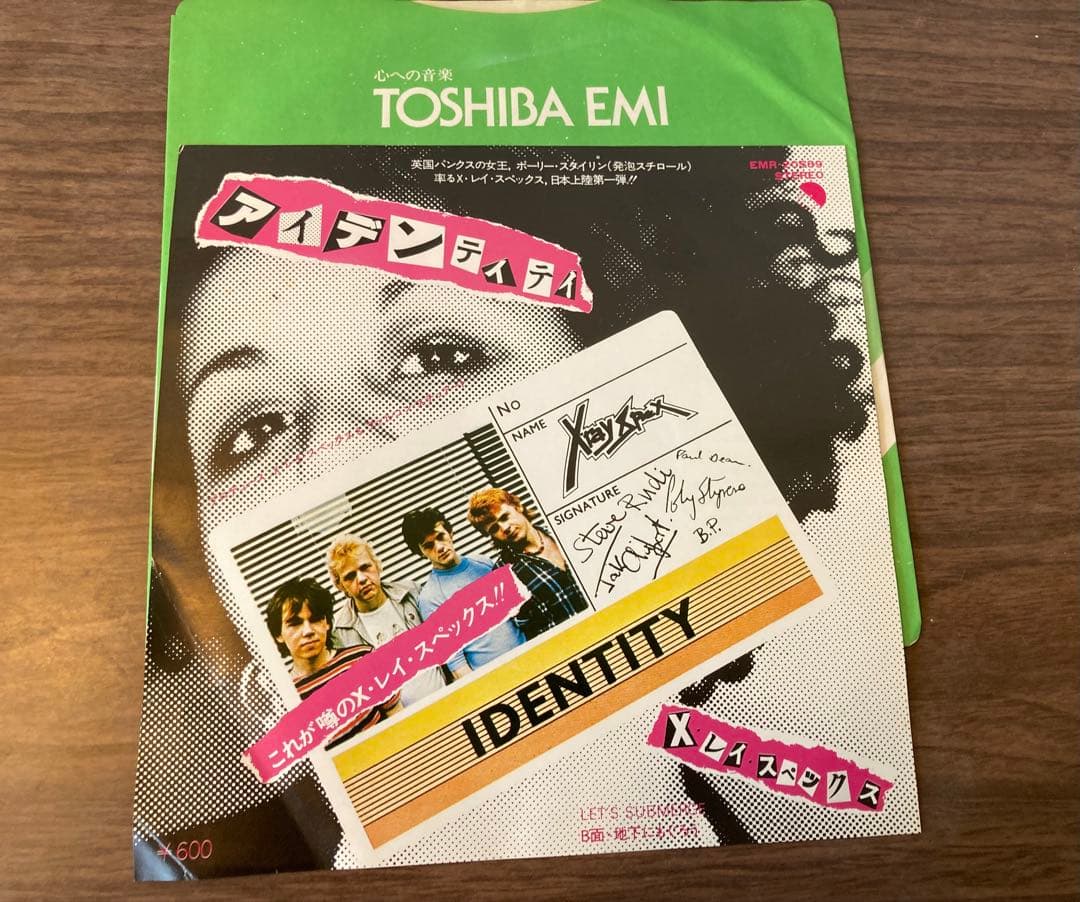 心への音楽
TOSHIBA EMI
英国パンクスの女王, ポーリー・スタイリン(発泡スチロール)
率るX・レイ・スペックス, 日本上陸第一弾!!
EMR-20509
STEREO
アイデンティティ
NO
NAME
X ray Spex
SIGNATURE
Paul Dean.
Steve Rudi
Poly Styrene
B.P.
これが噂のX・レイ・スペックス!!
IDENTITY
X・レイ・スペックス
LET'S SUBMERGE
B面・地下にもぐろう
¥600